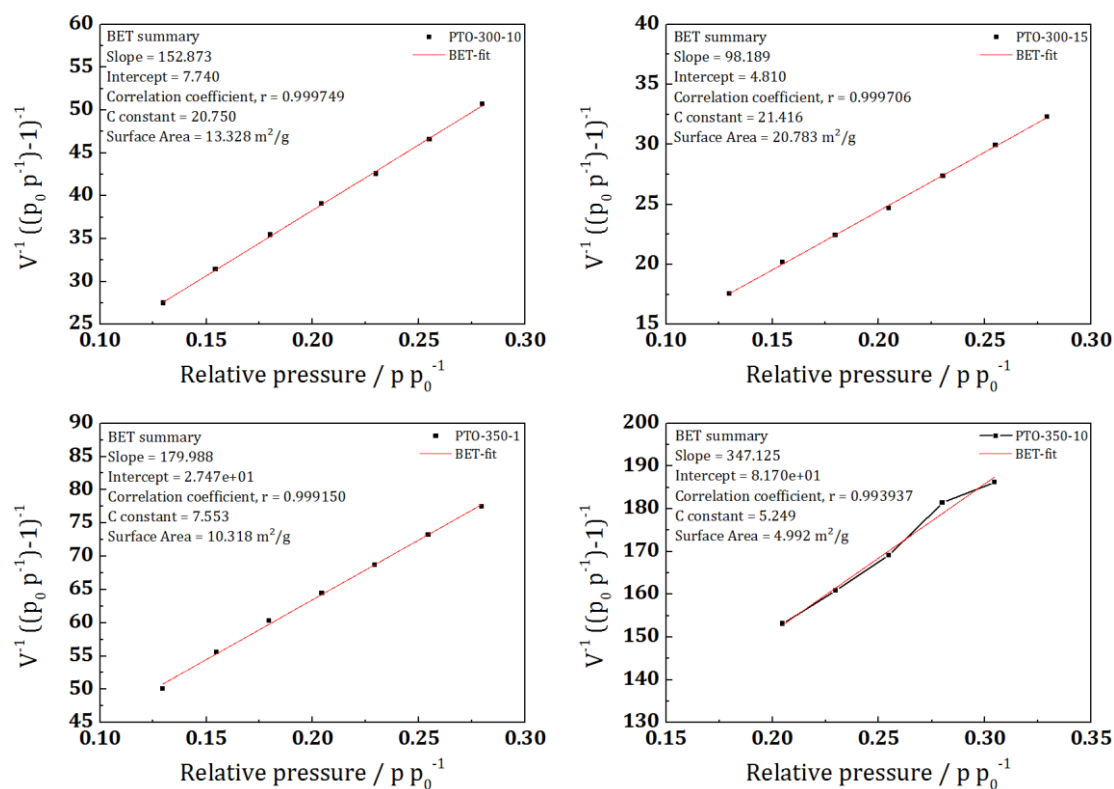 BET summary
Slope = 152.873
Intercept = 7.740
Correlation coefficient, r = 0.999749
C constant = 20.750
Surface Area = 13.328 m²/g
PTO-300-10
BET-fit
60
55
50
45
40
35
30
25
0.10
0.15
0.20
0.25
0.30
V⁻¹ ((p₀ p⁻¹)-1)⁻¹
Relative pressure / p p₀⁻¹
BET summary
Slope = 98.189
Intercept = 4.810
Correlation coefficient, r = 0.999706
C constant = 21.416
Surface Area = 20.783 m²/g
PTO-300-15
BET-fit
40
35
30
25
20
15
0.10
0.15
0.20
0.25
0.30
V⁻¹ ((p₀ p⁻¹)-1)⁻¹
Relative pressure / p p₀⁻¹
BET summary
Slope = 179.988
Intercept = 2.747e+01
Correlation coefficient, r = 0.999150
C constant = 7.553
Surface Area = 10.318 m²/g
PTO-350-1
BET-fit
90
85
80
75
70
65
60
55
50
45
0.10
0.15
0.20
0.25
0.30
V⁻¹ ((p₀ p⁻¹)-1)⁻¹
Relative pressure / p p₀⁻¹
BET summary
Slope = 347.125
Intercept = 8.170e+01
Correlation coefficient, r = 0.993937
C constant = 5.249
Surface Area = 4.992 m²/g
PTO-350-10
BET-fit
200
190
180
170
160
150
140
130
0.15
0.20
0.25
0.30
0.35
V⁻¹ ((p₀ p⁻¹)-1)⁻¹
Relative pressure / p p₀⁻¹